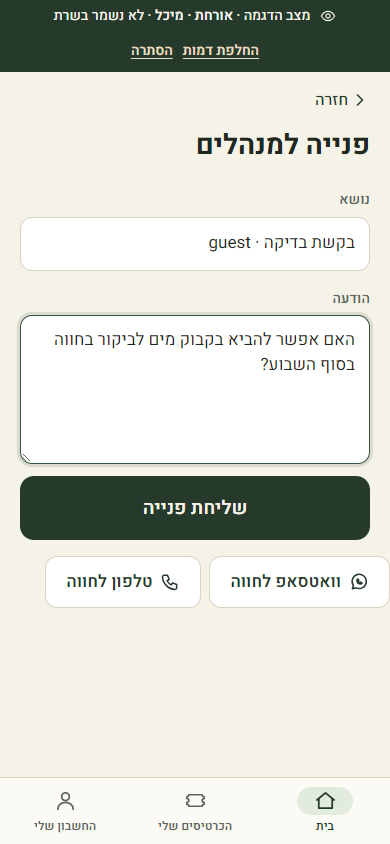 מצב הדגמה · אורחת · מיכל · לא נשמר בשרת
החלפת דמות הסתרה
חזרה
פנייה למנהלים
נושא
בקשת בדיקה · guest
הודעה
האם אפשר להביא בקבוק מים לביקור בחווה
בסוף השבוע?
שליחת פנייה
וואטסאפ לחווה
טלפון לחווה
בית
הכרטיסים שלי
החשבון שלי